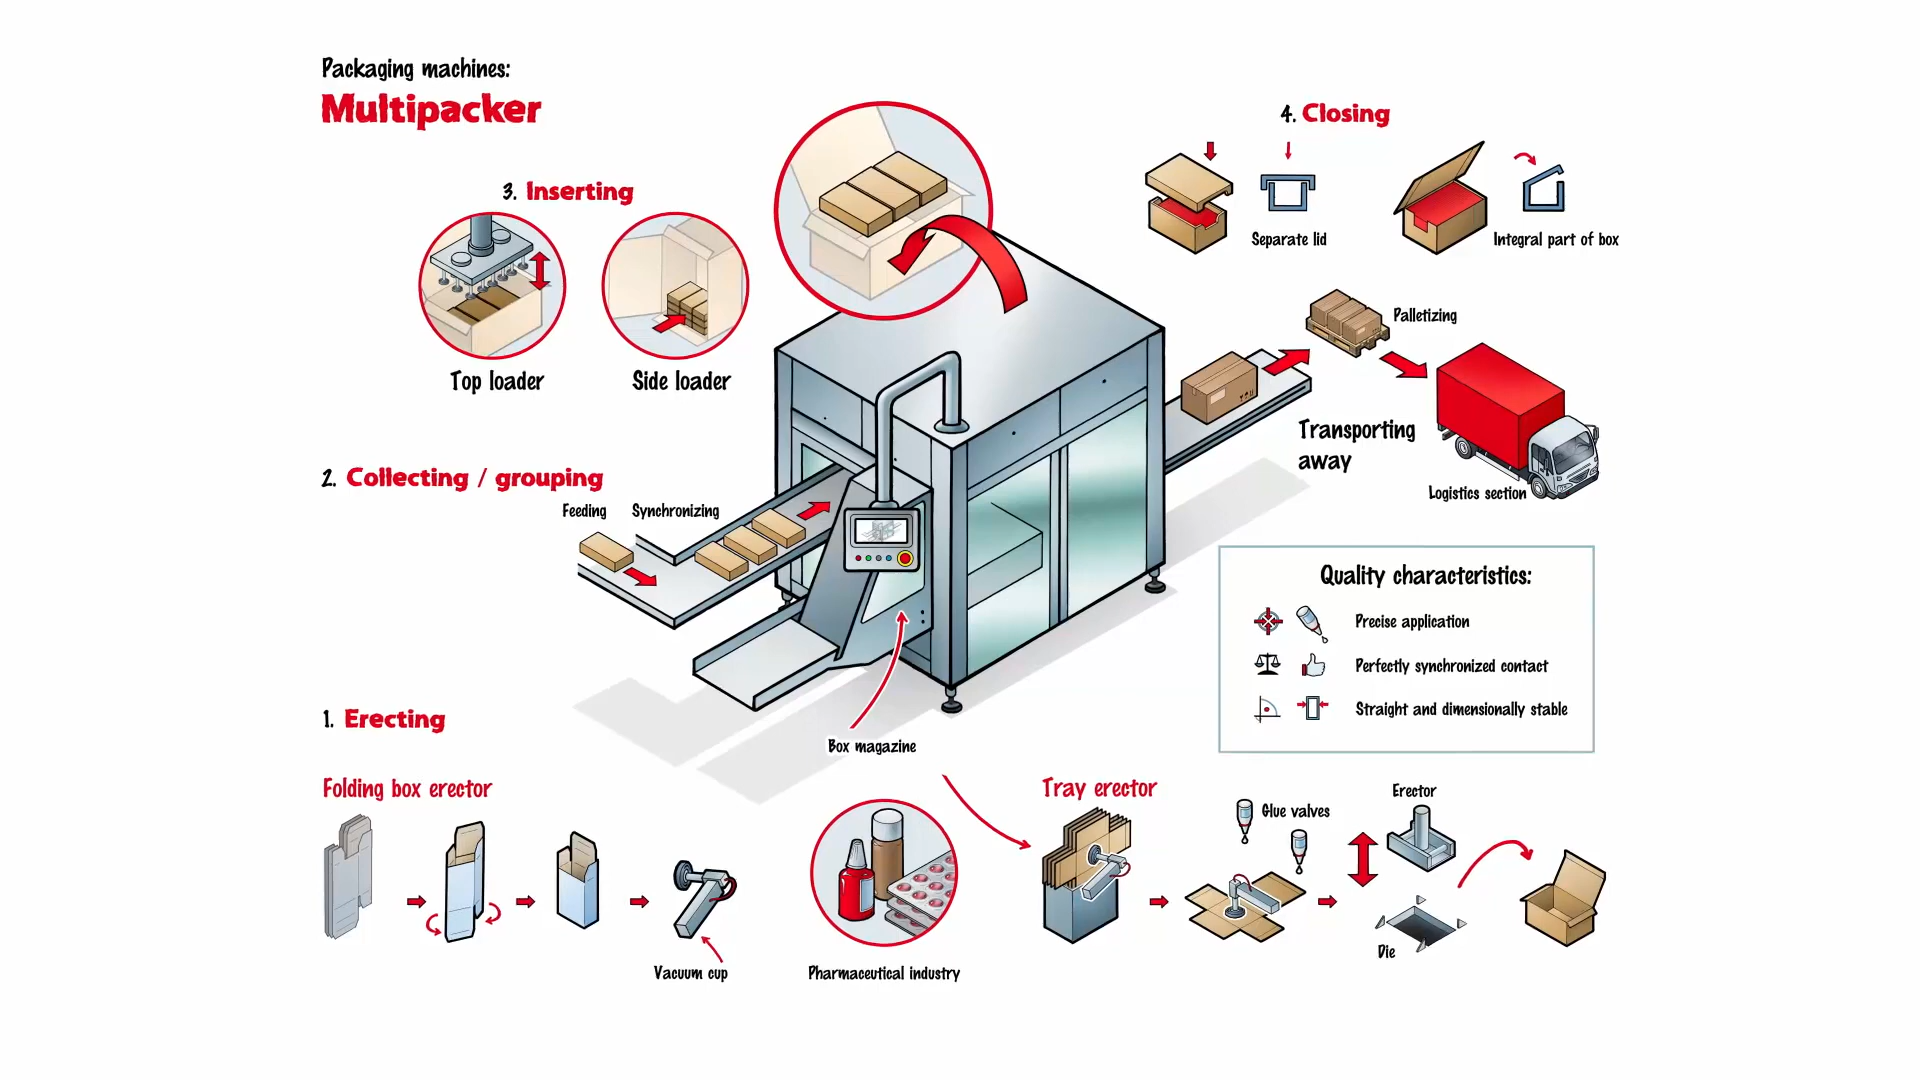 Packaging machines:
Multipacker
3. Inserting
Top loader
Side loader
4. Closing
Separate lid
Integral part of box
Palletizing
Transporting
away
Logistics section
2. Collecting / grouping
Feeding
Synchronizing
Quality characteristics:
Precise application
Perfectly synchronized contact
Straight and dimensionally stable
Box magazine
1. Erecting
Folding box erector
Vacuum cup
Pharmaceutical industry
Tray erector
Glue valves
Erector
Die